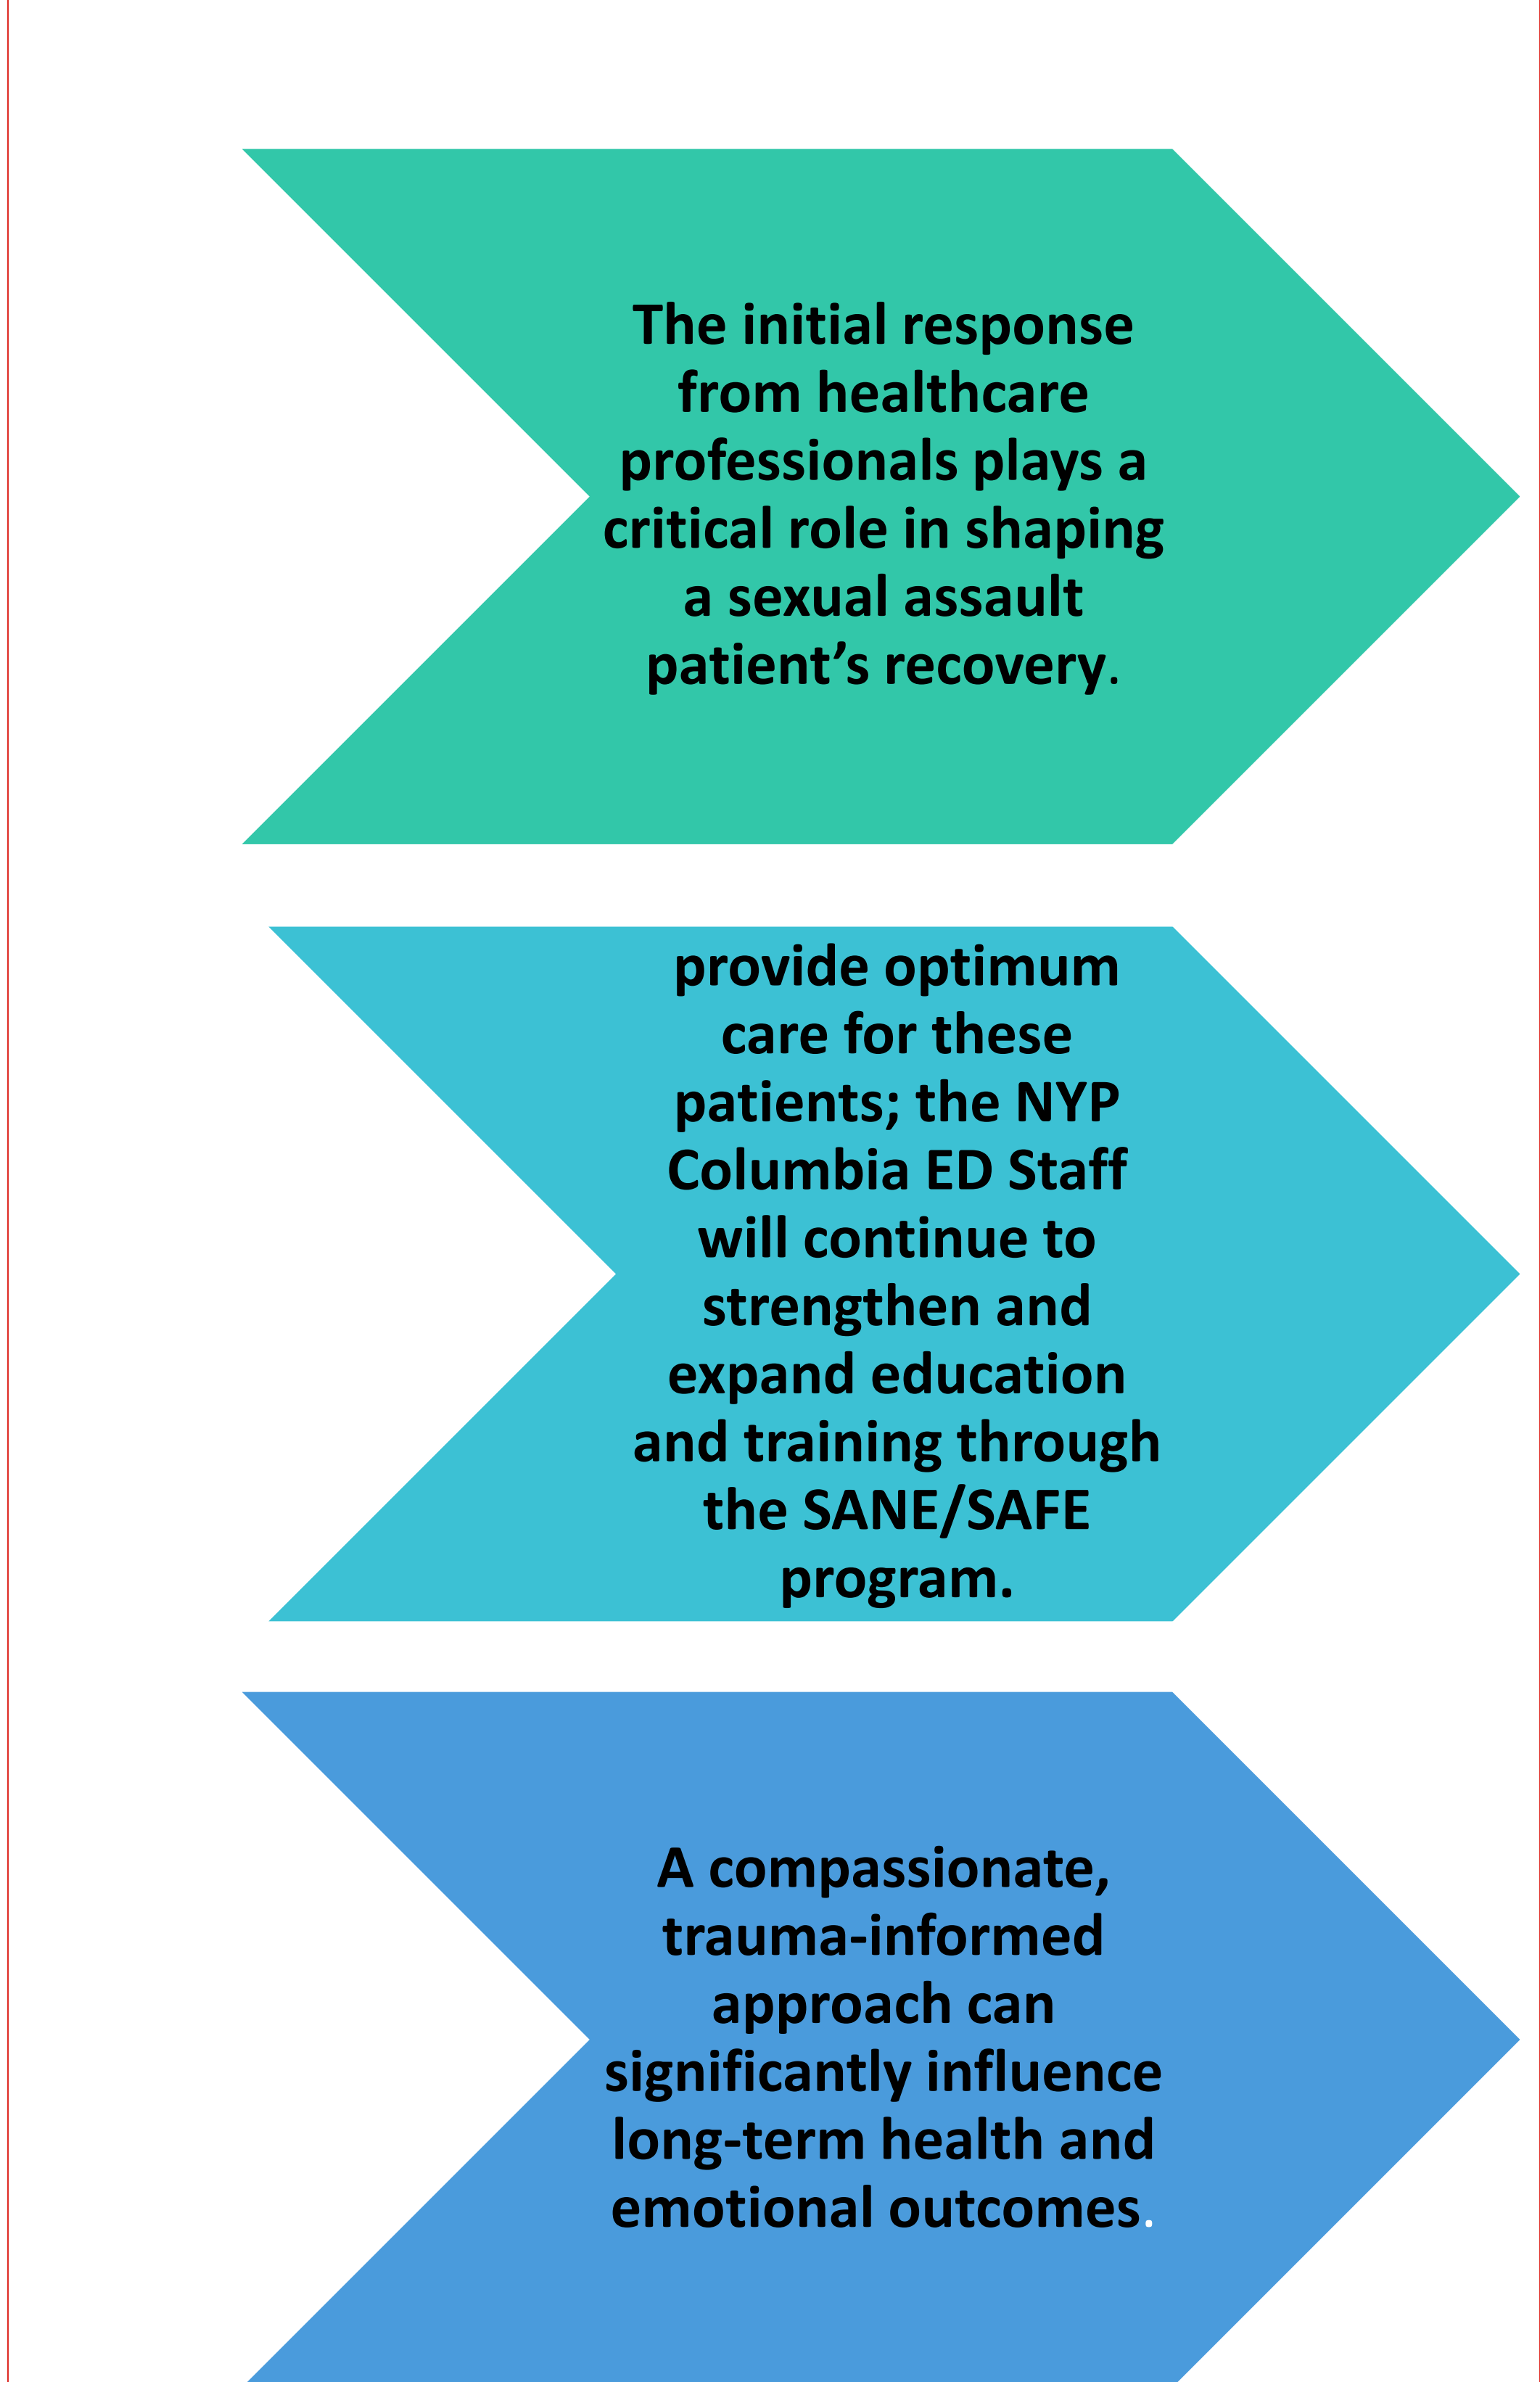 The initial response
from healthcare
professionals plays a
critical role in shaping
a sexual assault
patient’s recovery.
provide optimum
care for these
patients; the NYP
Columbia ED Staff
will continue to
strengthen and
expand education
and training through
the SANE/SAFE
program.
A compassionate,
trauma-informed
approach can
significantly influence
long-term health and
emotional outcomes.